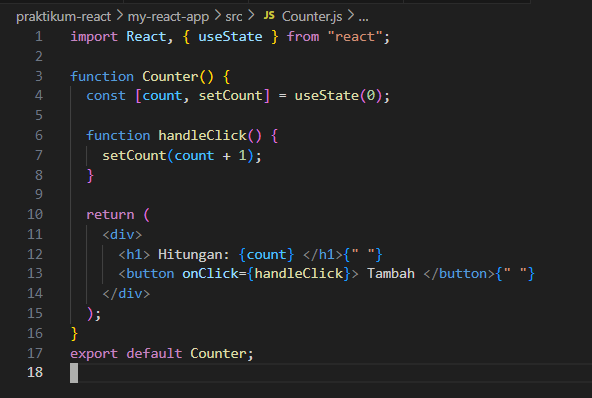 praktikum-react > my-react-app > src > JS Counter.js > ...
1 import React, { useState } from "react";
2
3 function Counter() {
4   const [count, setCount] = useState(0);
5
6   function handleClick() {
7     setCount(count + 1);
8   }
9
10   return (
11     <div>
12       <h1> Hitungan: {count} </h1>{" "}
13       <button onClick={handleClick}> Tambah </button>{" "}
14     </div>
15   );
16 }
17 export default Counter;
18